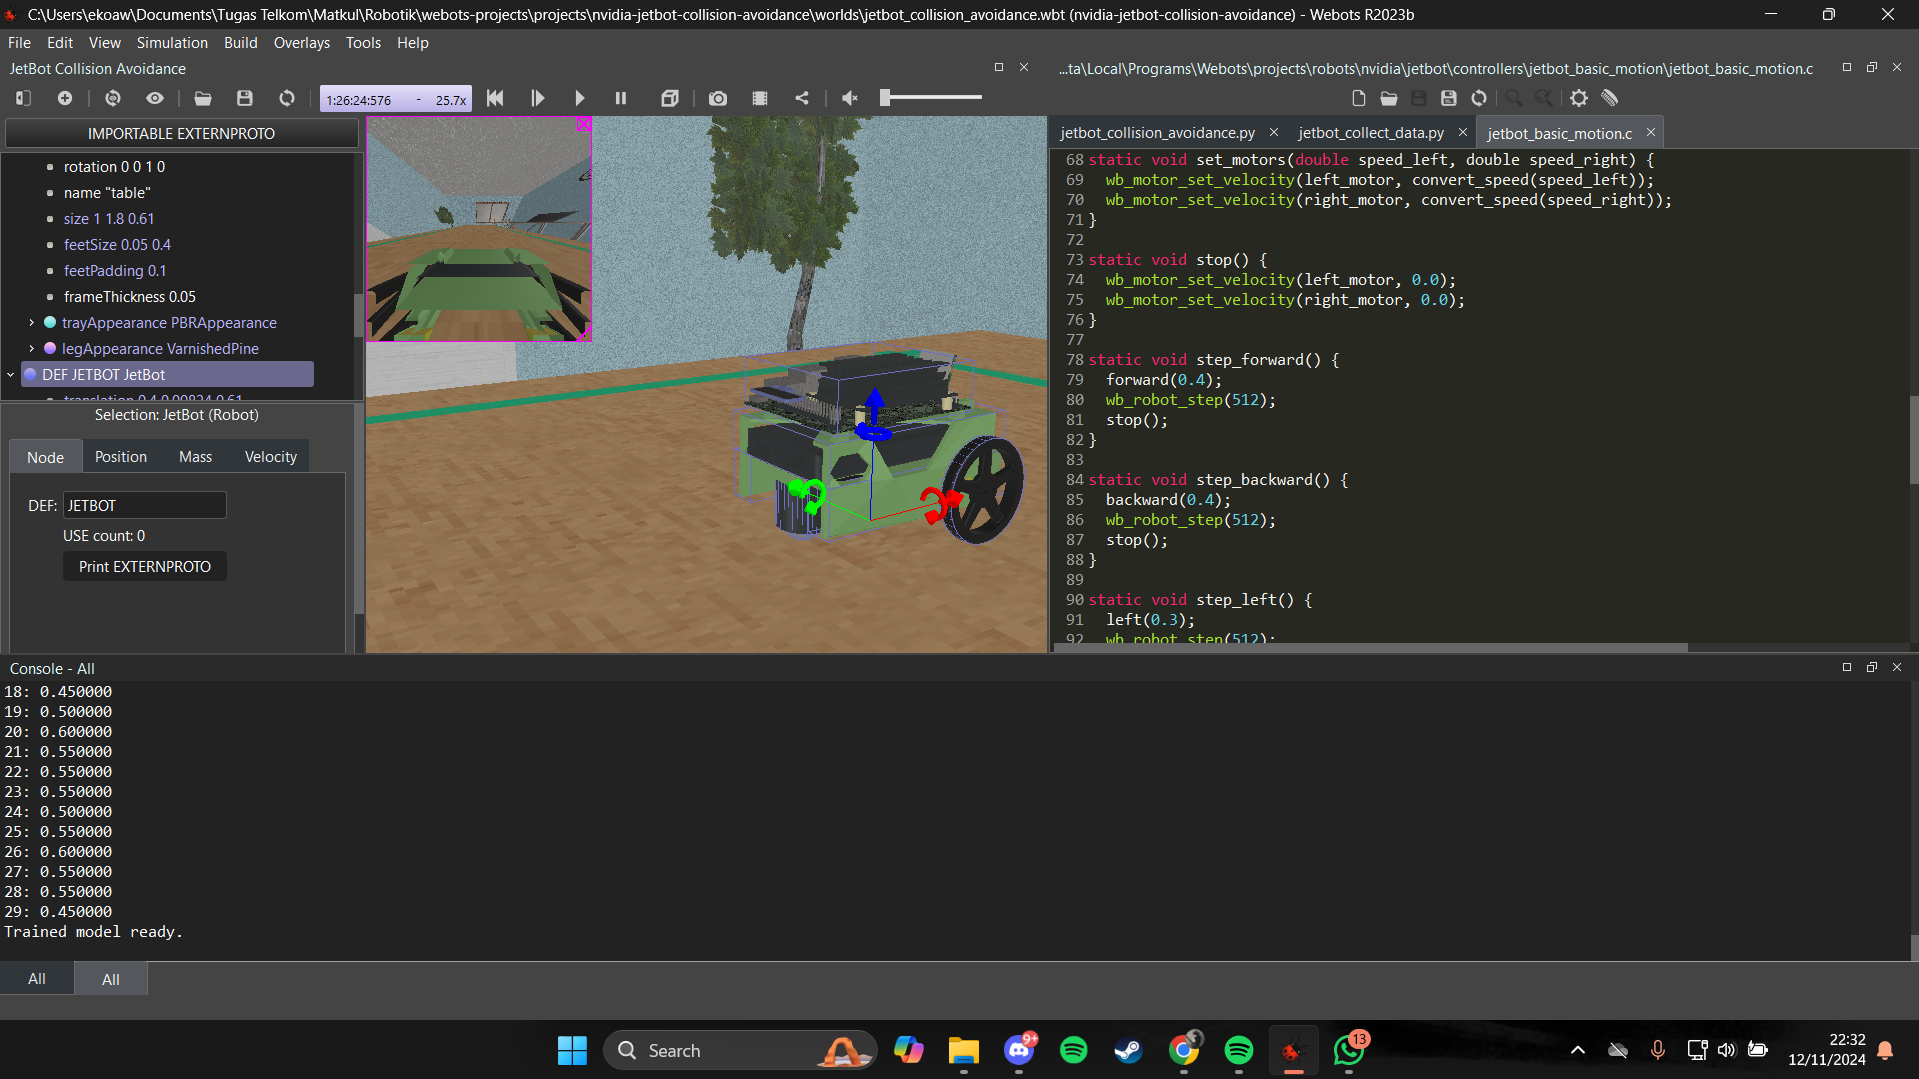 C:\Users\ekoaw\Documents\Tugas Telkom\Matkul\Robotik\webots-projects\projects\nvidia-jetbot-collision-avoidance\worlds\jetbot_collision_avoidance.wbt (nvidia-jetbot-collision-avoidance) - Webots R2023b
File Edit View Simulation Build Overlays Tools Help
JetBot Collision Avoidance
1:26:24:576 - 25.7x
IMPORTABLE EXTERNPROTO
rotation 0 0 1 0
name "table"
size 1 1.8 0.61
feetSize 0.05 0.4
feetPadding 0.1
frameThickness 0.05
trayAppearance PBRAppearance
legAppearance VarnishedPine
DEF JETBOT JetBot
translation 0.4 0.00824 0.61
Selection: JetBot (Robot)
Node Position Mass Velocity
DEF: JETBOT
USE count: 0
Print EXTERNPROTO
...ta\Local\Programs\Webots\projects\robots\nvidia\jetbot\controllers\jetbot_basic_motion\jetbot_basic_motion.c
jetbot_collision_avoidance.py jetbot_collect_data.py jetbot_basic_motion.c
68 static void set_motors(double speed_left, double speed_right) {
69 wb_motor_set_velocity(left_motor, convert_speed(speed_left));
70 wb_motor_set_velocity(right_motor, convert_speed(speed_right));
71 }
72
73 static void stop() {
74 wb_motor_set_velocity(left_motor, 0.0);
75 wb_motor_set_velocity(right_motor, 0.0);
76 }
77
78 static void step_forward() {
79 forward(0.4);
80 wb_robot_step(512);
81 stop();
82 }
83
84 static void step_backward() {
85 backward(0.4);
86 wb_robot_step(512);
87 stop();
88 }
89
90 static void step_left() {
91 left(0.3);
92 wb_robot_step(512);
Console - All
18: 0.450000
19: 0.500000
20: 0.600000
21: 0.550000
22: 0.550000
23: 0.550000
24: 0.500000
25: 0.550000
26: 0.600000
27: 0.550000
28: 0.550000
29: 0.450000
Trained model ready.
All All
Search
9+
13
22:32
12/11/2024